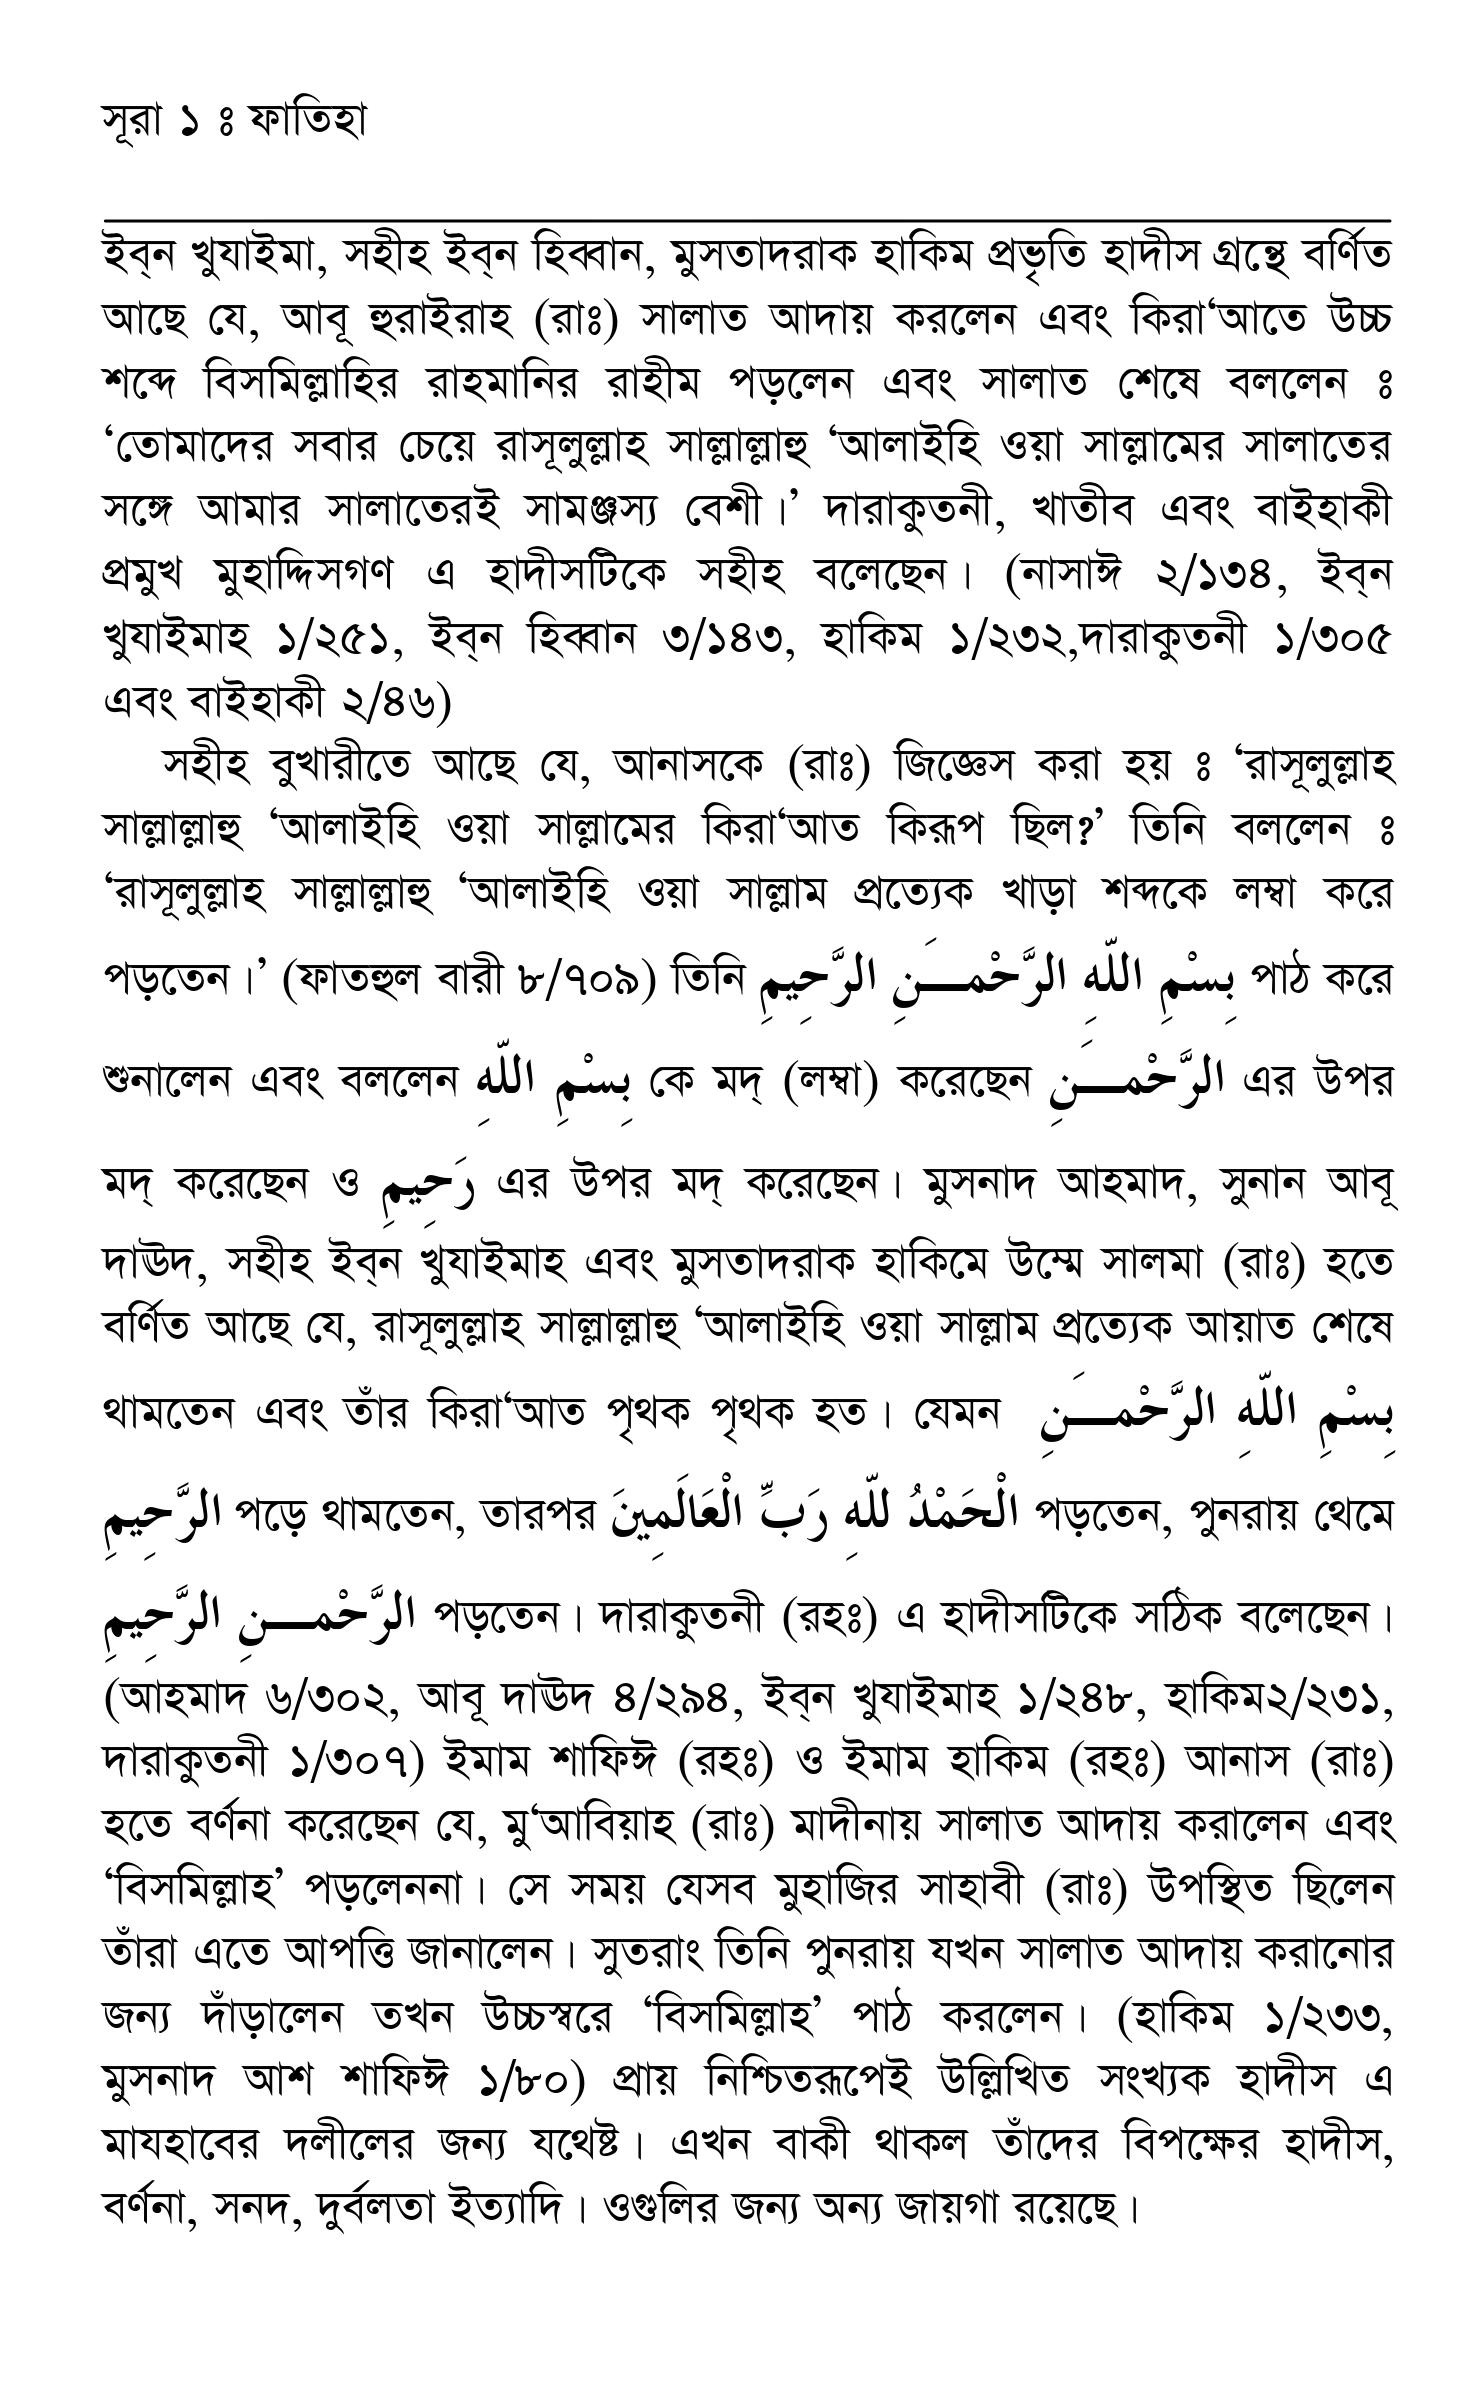 সূরা ১ ঃ ফাতিহা
ইব্‌ন খুযাইমা, সহীহ ইব্‌ন হিব্বান, মুসতাদরাক হাকিম প্রভৃতি হাদীস গ্রন্থে বর্ণিত
আছে যে, আবূ হুরাইরাহ (রাঃ) সালাত আদায় করলেন এবং কিরা‘আতে উচ্চ
শব্দে বিসমিল্লাহির রাহমানির রাহীম পড়লেন এবং সালাত শেষে বললেন ঃ
‘তোমাদের সবার চেয়ে রাসূলুল্লাহ সাল্লাল্লাহু ‘আলাইহি ওয়া সাল্লামের সালাতের
সঙ্গে আমার সালাতেরই সামঞ্জস্য বেশী।’ দারাকুতনী, খাতীব এবং বাইহাকী
প্রমুখ মুহাদ্দিসগণ এ হাদীসটিকে সহীহ বলেছেন। (নাসাঈ ২/১৩৪, ইব্‌ন
খুযাইমাহ ১/২৫১, ইব্‌ন হিব্বান ৩/১৪৩, হাকিম ১/২৩২,দারাকুতনী ১/৩০৫
এবং বাইহাকী ২/৪৬)
সহীহ বুখারীতে আছে যে, আনাসকে (রাঃ) জিজ্ঞেস করা হয় ঃ ‘রাসূলুল্লাহ
সাল্লাল্লাহু ‘আলাইহি ওয়া সাল্লামের কিরা‘আত কিরূপ ছিল?’ তিনি বললেন ঃ
‘রাসূলুল্লাহ সাল্লাল্লাহু ‘আলাইহি ওয়া সাল্লাম প্রত্যেক খাড়া শব্দকে লম্বা করে
পড়তেন।’ (ফাতহুল বারী ৮/৭০৯) তিনি بِسْمِ اللّهِ الرَّحْمـَنِ الرَّحِيمِ পাঠ করে
শুনালেন এবং বললেন بِسْمِ اللّهِ কে মদ্ (লম্বা) করেছেন الرَّحْمـَنِ এর উপর
মদ্ করেছেন ও رَحِيمِ এর উপর মদ্ করেছেন। মুসনাদ আহমাদ, সুনান আবূ
দাঊদ, সহীহ ইব্‌ন খুযাইমাহ এবং মুসতাদরাক হাকিমে উম্মে সালমা (রাঃ) হতে
বর্ণিত আছে যে, রাসূলুল্লাহ সাল্লাল্লাহু ‘আলাইহি ওয়া সাল্লাম প্রত্যেক আয়াত শেষে
থামতেন এবং তাঁর কিরা‘আত পৃথক পৃথক হত। যেমন بِسْمِ اللّهِ الرَّحْمـَنِ
الرَّحِيمِ পড়ে থামতেন, তারপর الْحَمْدُ للّهِ رَبِّ الْعَالَمِينَ পড়তেন, পুনরায় থেমে
الرَّحْمـنِ الرَّحِيمِ পড়তেন। দারাকুতনী (রহঃ) এ হাদীসটিকে সঠিক বলেছেন।
(আহমাদ ৬/৩০২, আবূ দাঊদ ৪/২৯৪, ইব্‌ন খুযাইমাহ ১/২৪৮, হাকিম২/২৩১,
দারাকুতনী ১/৩০৭) ইমাম শাফিঈ (রহঃ) ও ইমাম হাকিম (রহঃ) আনাস (রাঃ)
হতে বর্ণনা করেছেন যে, মু‘আবিয়াহ (রাঃ) মাদীনায় সালাত আদায় করালেন এবং
‘বিসমিল্লাহ’ পড়লেননা। সে সময় যেসব মুহাজির সাহাবী (রাঃ) উপস্থিত ছিলেন
তাঁরা এতে আপত্তি জানালেন। সুতরাং তিনি পুনরায় যখন সালাত আদায় করানোর
জন্য দাঁড়ালেন তখন উচ্চস্বরে ‘বিসমিল্লাহ’ পাঠ করলেন। (হাকিম ১/২৩৩,
মুসনাদ আশ শাফিঈ ১/৮০) প্রায় নিশ্চিতরূপেই উল্লিখিত সংখ্যক হাদীস এ
মাযহাবের দলীলের জন্য যথেষ্ট। এখন বাকী থাকল তাঁদের বিপক্ষের হাদীস,
বর্ণনা, সনদ, দুর্বলতা ইত্যাদি। ওগুলির জন্য অন্য জায়গা রয়েছে।